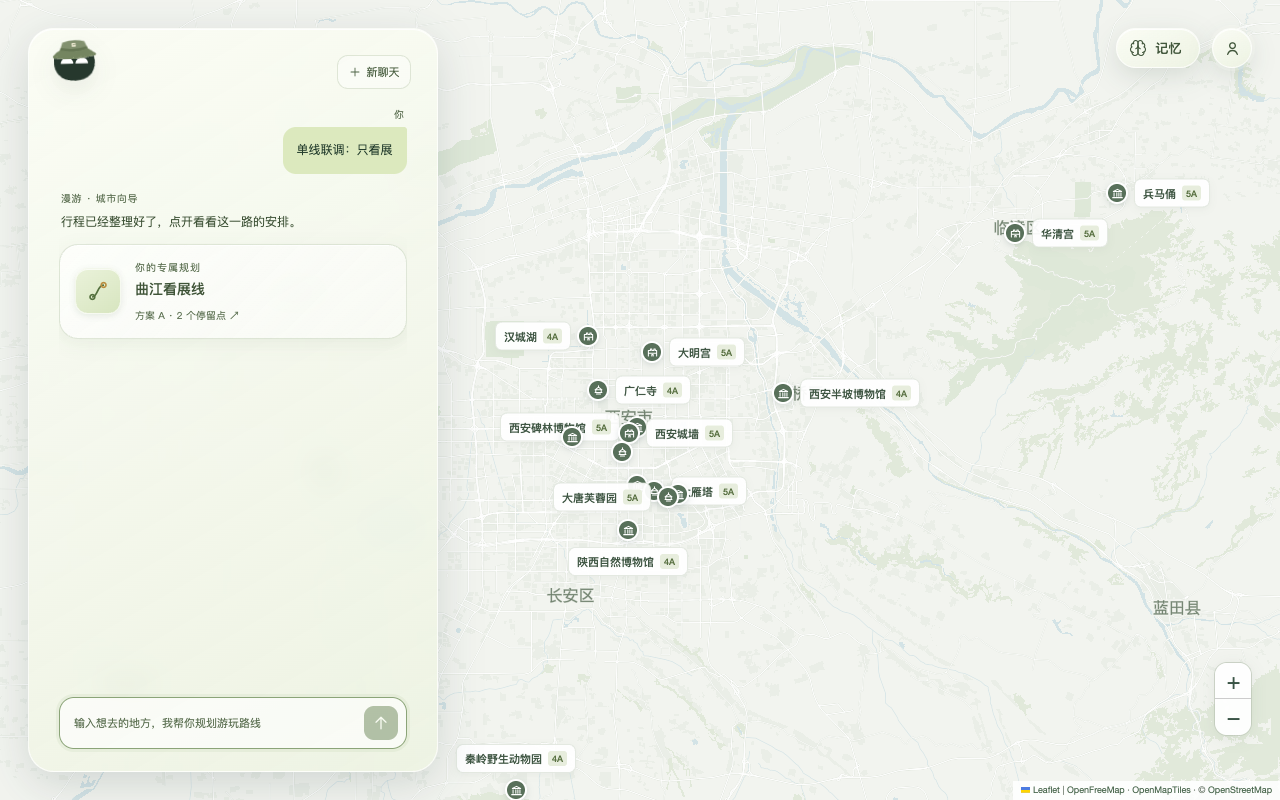 新聊天
你
单线联调：只看展
漫游 · 城市向导
行程已经整理好了，点开看看这一路的安排。
你的专属规划
曲江看展线
方案 A · 2 个停留点 ↗
输入想去的地方，我帮你规划游玩路线
记忆
兵马俑 5A
华清宫 5A
汉城湖 4A
大明宫 5A
广仁寺 4A
西安半坡博物馆 4A
西安市
西安碑林博物馆 5A
西安城墙 5A
雁塔 5A
大唐芙蓉园 5A
陕西自然博物馆 4A
长安区
蓝田县
秦岭野生动物园 4A
+
−
Leaflet | OpenFreeMap · OpenMapTiles · © OpenStreetMap